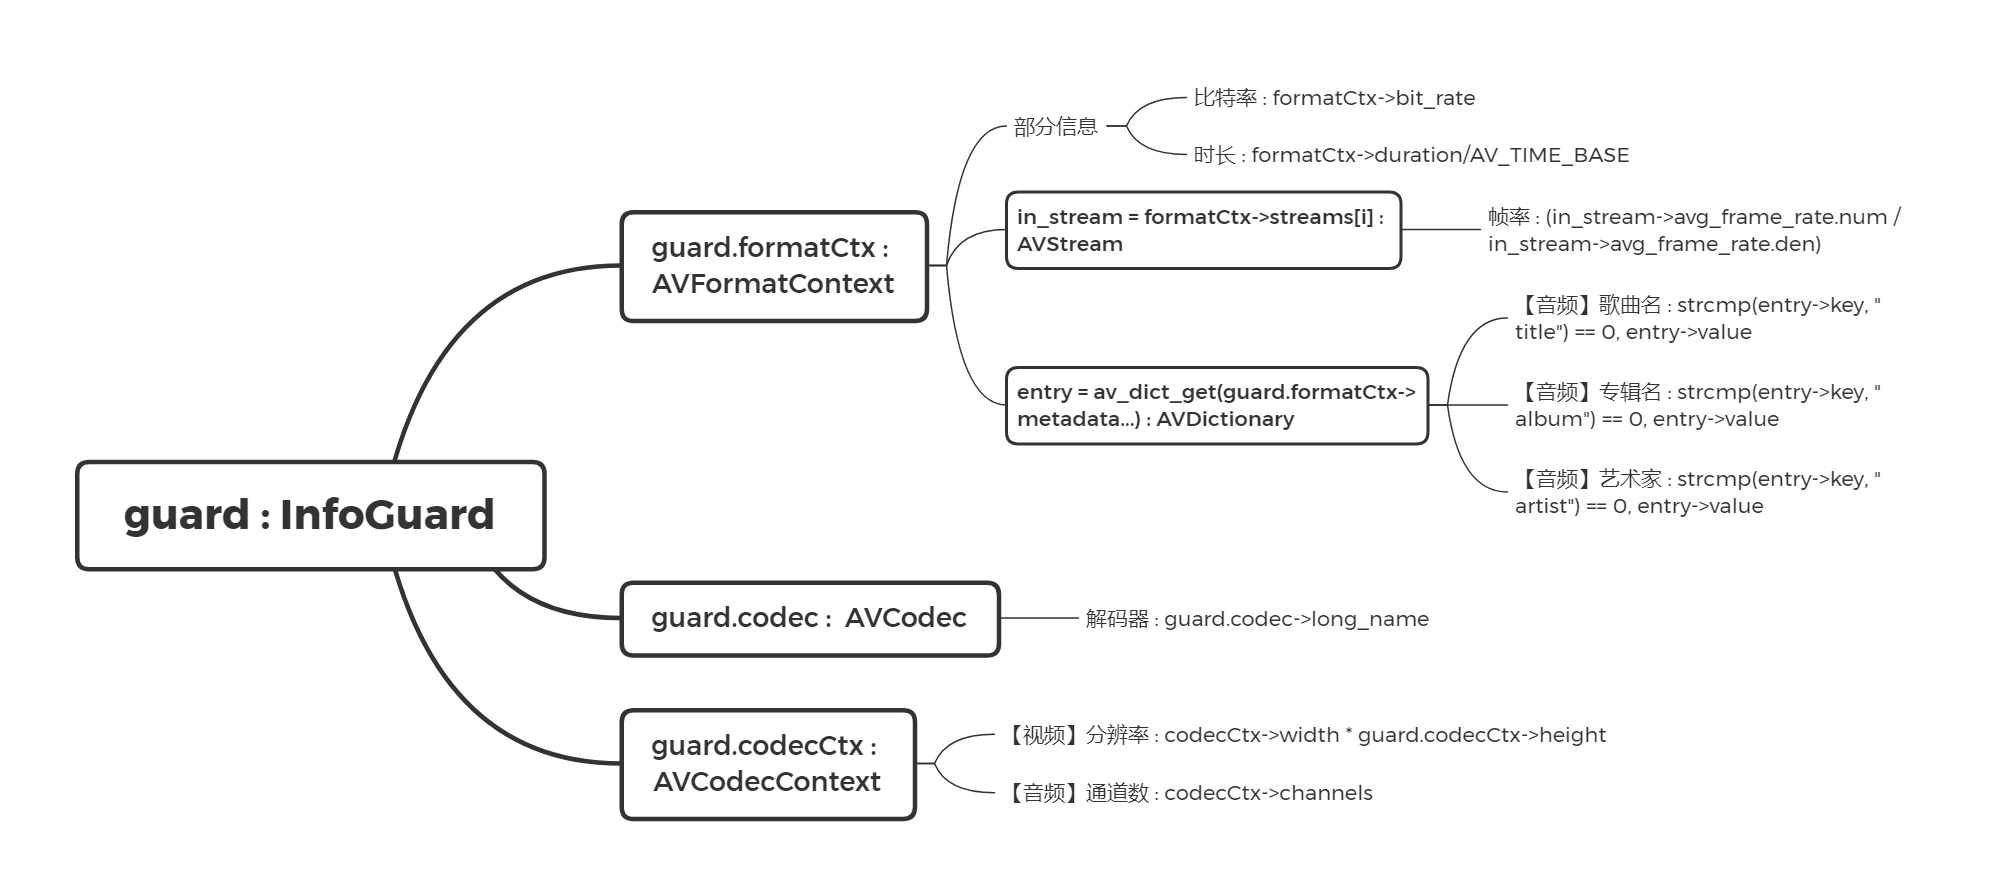 guard : InfoGuard
guard.formatCtx :
AVFormatContext
部分信息
比特率 : formatCtx->bit_rate
时长 : formatCtx->duration/AV_TIME_BASE
in_stream = formatCtx->streams[i] :
AVStream
帧率 : (in_stream->avg_frame_rate.num /
in_stream->avg_frame_rate.den)
entry = av_dict_get(guard.formatCtx->
metadata...) : AVDictionary
【音频】歌曲名 : strcmp(entry->key, "
title") == 0, entry->value
【音频】专辑名 : strcmp(entry->key, "
album") == 0, entry->value
【音频】艺术家 : strcmp(entry->key, "
artist") == 0, entry->value
guard.codec : AVCodec
解码器 : guard.codec->long_name
guard.codecCtx :
AVCodecContext
【视频】分辨率 : codecCtx->width * guard.codecCtx->height
【音频】通道数 : codecCtx->channels